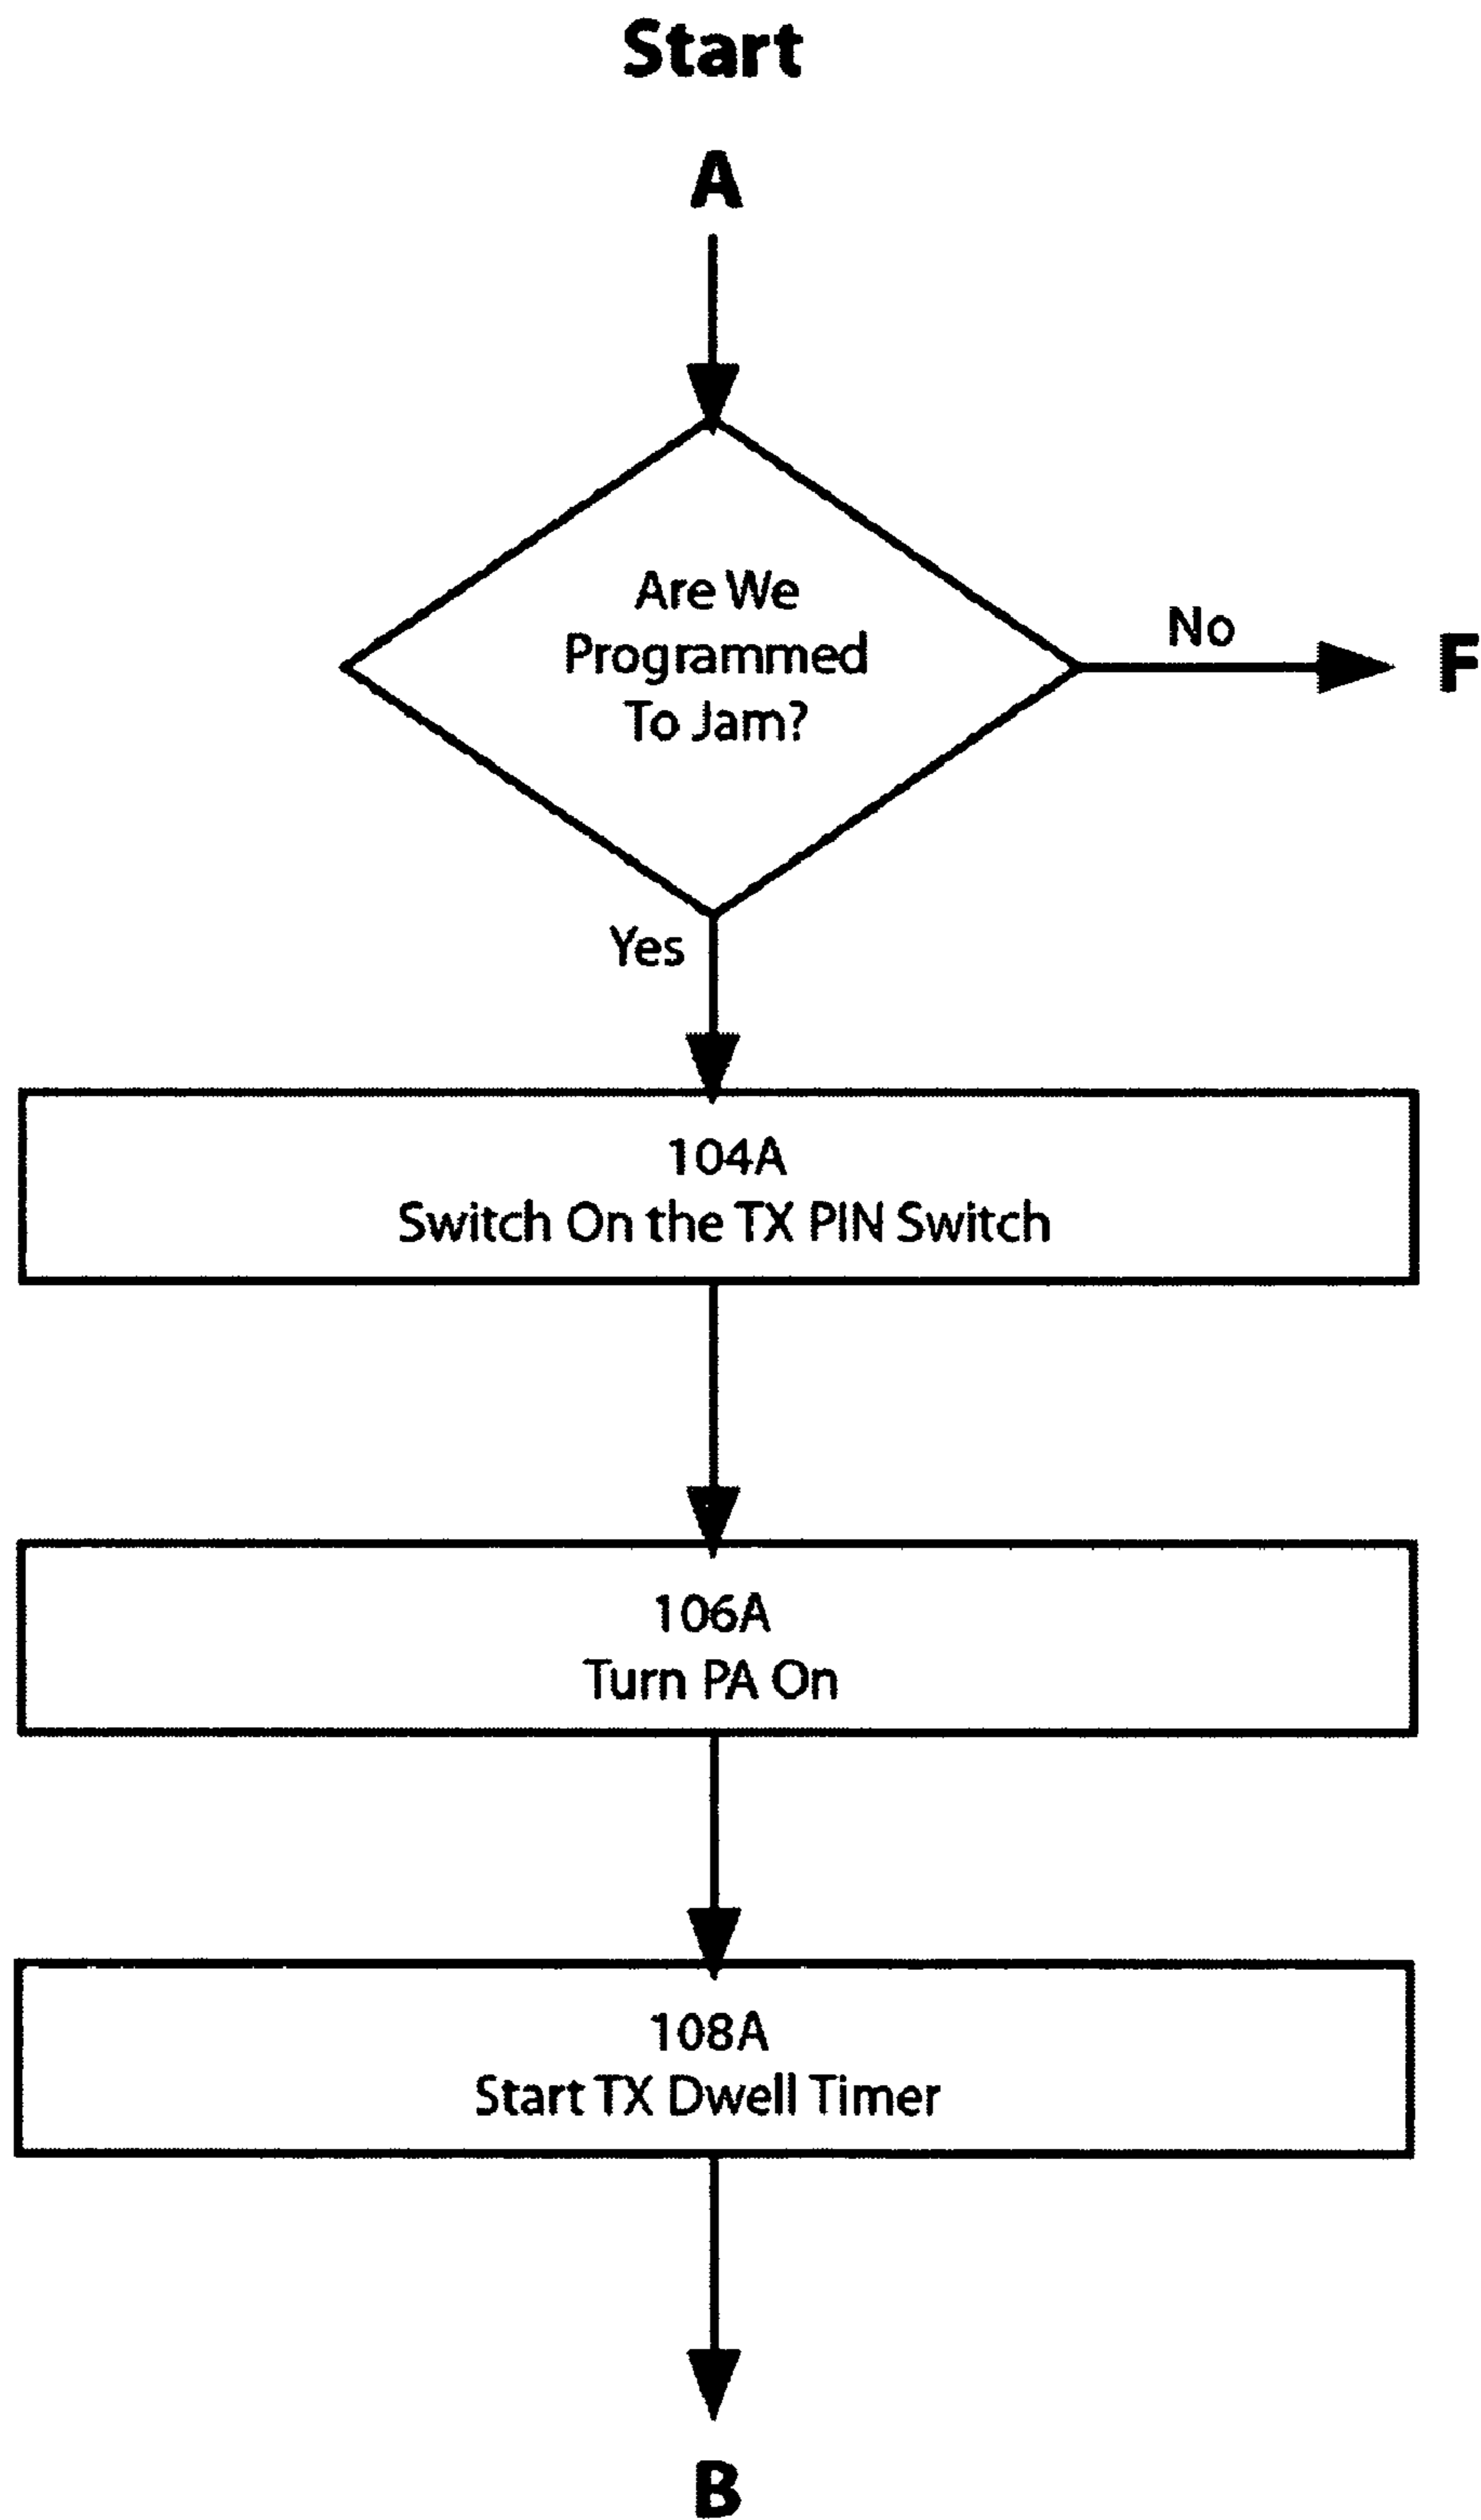 Start
A
Are We
Programmed
To Jam?
No
F
Yes
104A
Switch On the TX PIN Switch
106A
Turn PA On
108A
Start TX Dwell Timer
B